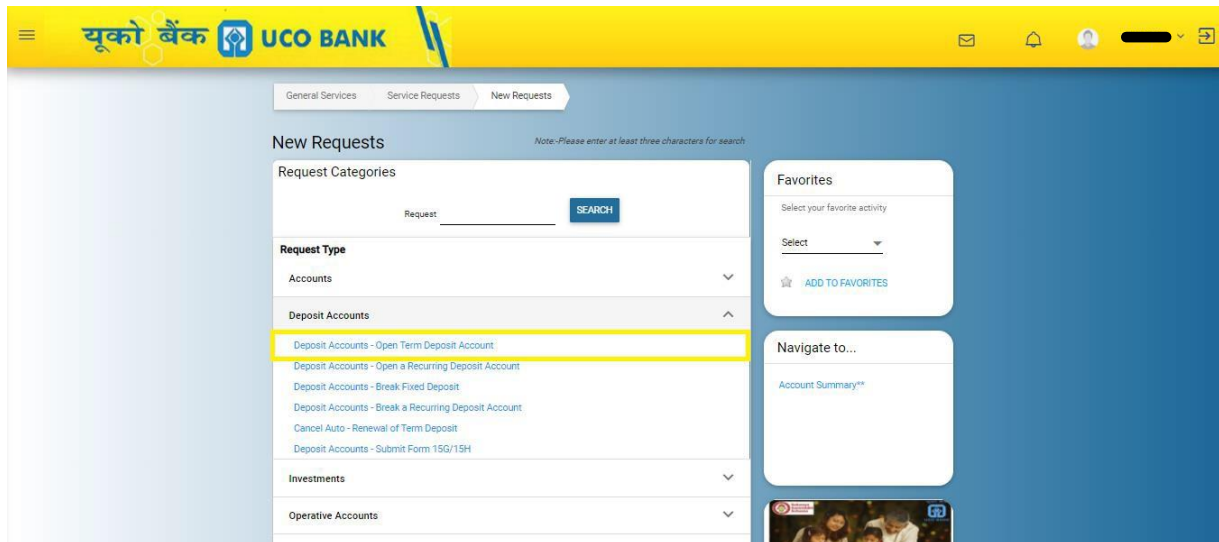 यूको बैंक UCO BANK
General Services Service Requests New Requests
New Requests
Note:-Please enter at least three characters for search
Request Categories
Request SEARCH
Request Type
Accounts
Deposit Accounts
Deposit Accounts - Open Term Deposit Account
Deposit Accounts - Open a Recurring Deposit Account
Deposit Accounts - Break Fixed Deposit
Deposit Accounts - Break a Recurring Deposit Account
Cancel Auto - Renewal of Term Deposit
Deposit Accounts - Submit Form 15G/15H
Investments
Operative Accounts
Favorites
Select your favorite activity
Select
ADD TO FAVORITES
Navigate to...
Account Summary**